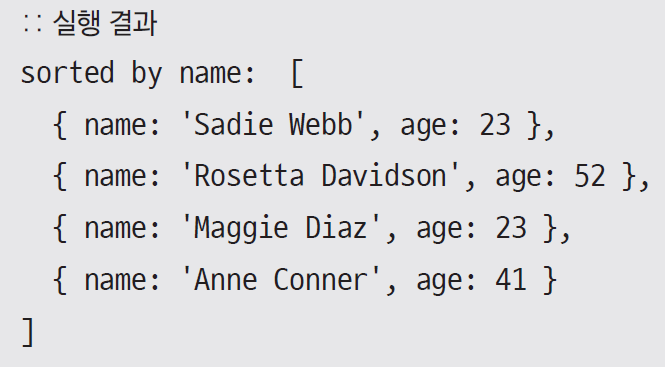 :: 실행 결과
sorted by name:  [
  { name: 'Sadie Webb', age: 23 },
  { name: 'Rosetta Davidson', age: 52 },
  { name: 'Maggie Diaz', age: 23 },
  { name: 'Anne Conner', age: 41 }
]